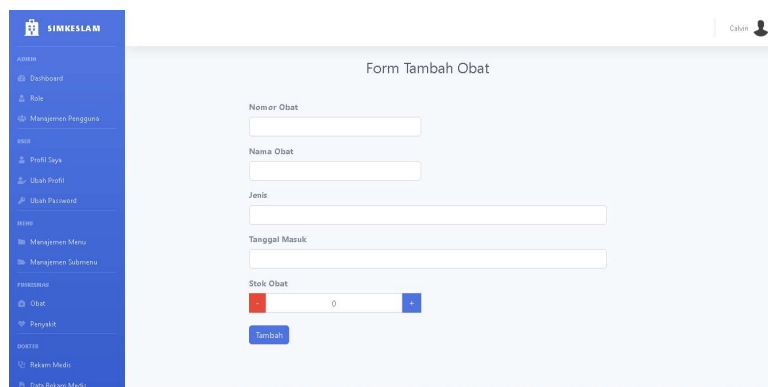 SIMKESLAM
Calvin
ADMIN
Dashboard
Role
Manajemen Pengguna
USER
Profil Saya
Ubah Profil
Ubah Password
MENU
Manajemen Menu
Manajemen Submenu
PUSKESMAS
Obat
Penyakit
DOKTER
Rekam Medis
Data Rekam Medis
Form Tambah Obat
Nomor Obat
Nama Obat
Jenis
Tanggal Masuk
Stok Obat
- 0 +
Tambah